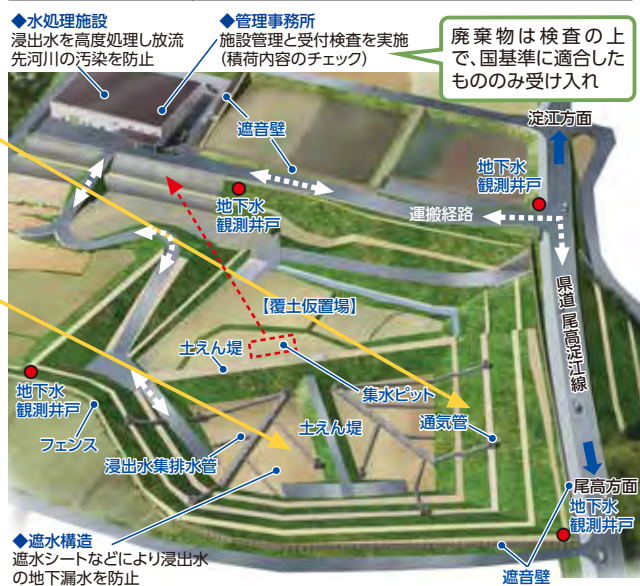 ◆水処理施設
浸出水を高度処理し放流
先河川の汚染を防止
◆管理事務所
施設管理と受付検査を実施
(積荷内容のチェック)
廃棄物は検査の上
で、国基準に適合した
もののみ受け入れ
淀江方面
遮音壁
地下水
観測井戸
地下水
観測井戸
運搬経路
県道 尾高淀江線
【覆土仮置場】
土えん堤
集水ピット
地下水
観測井戸
フェンス
土えん堤
通気管
浸出水集排水管
尾高方面
地下水
観測井戸
◆遮水構造
遮水シートなどにより浸出水
の地下漏水を防止
遮音壁